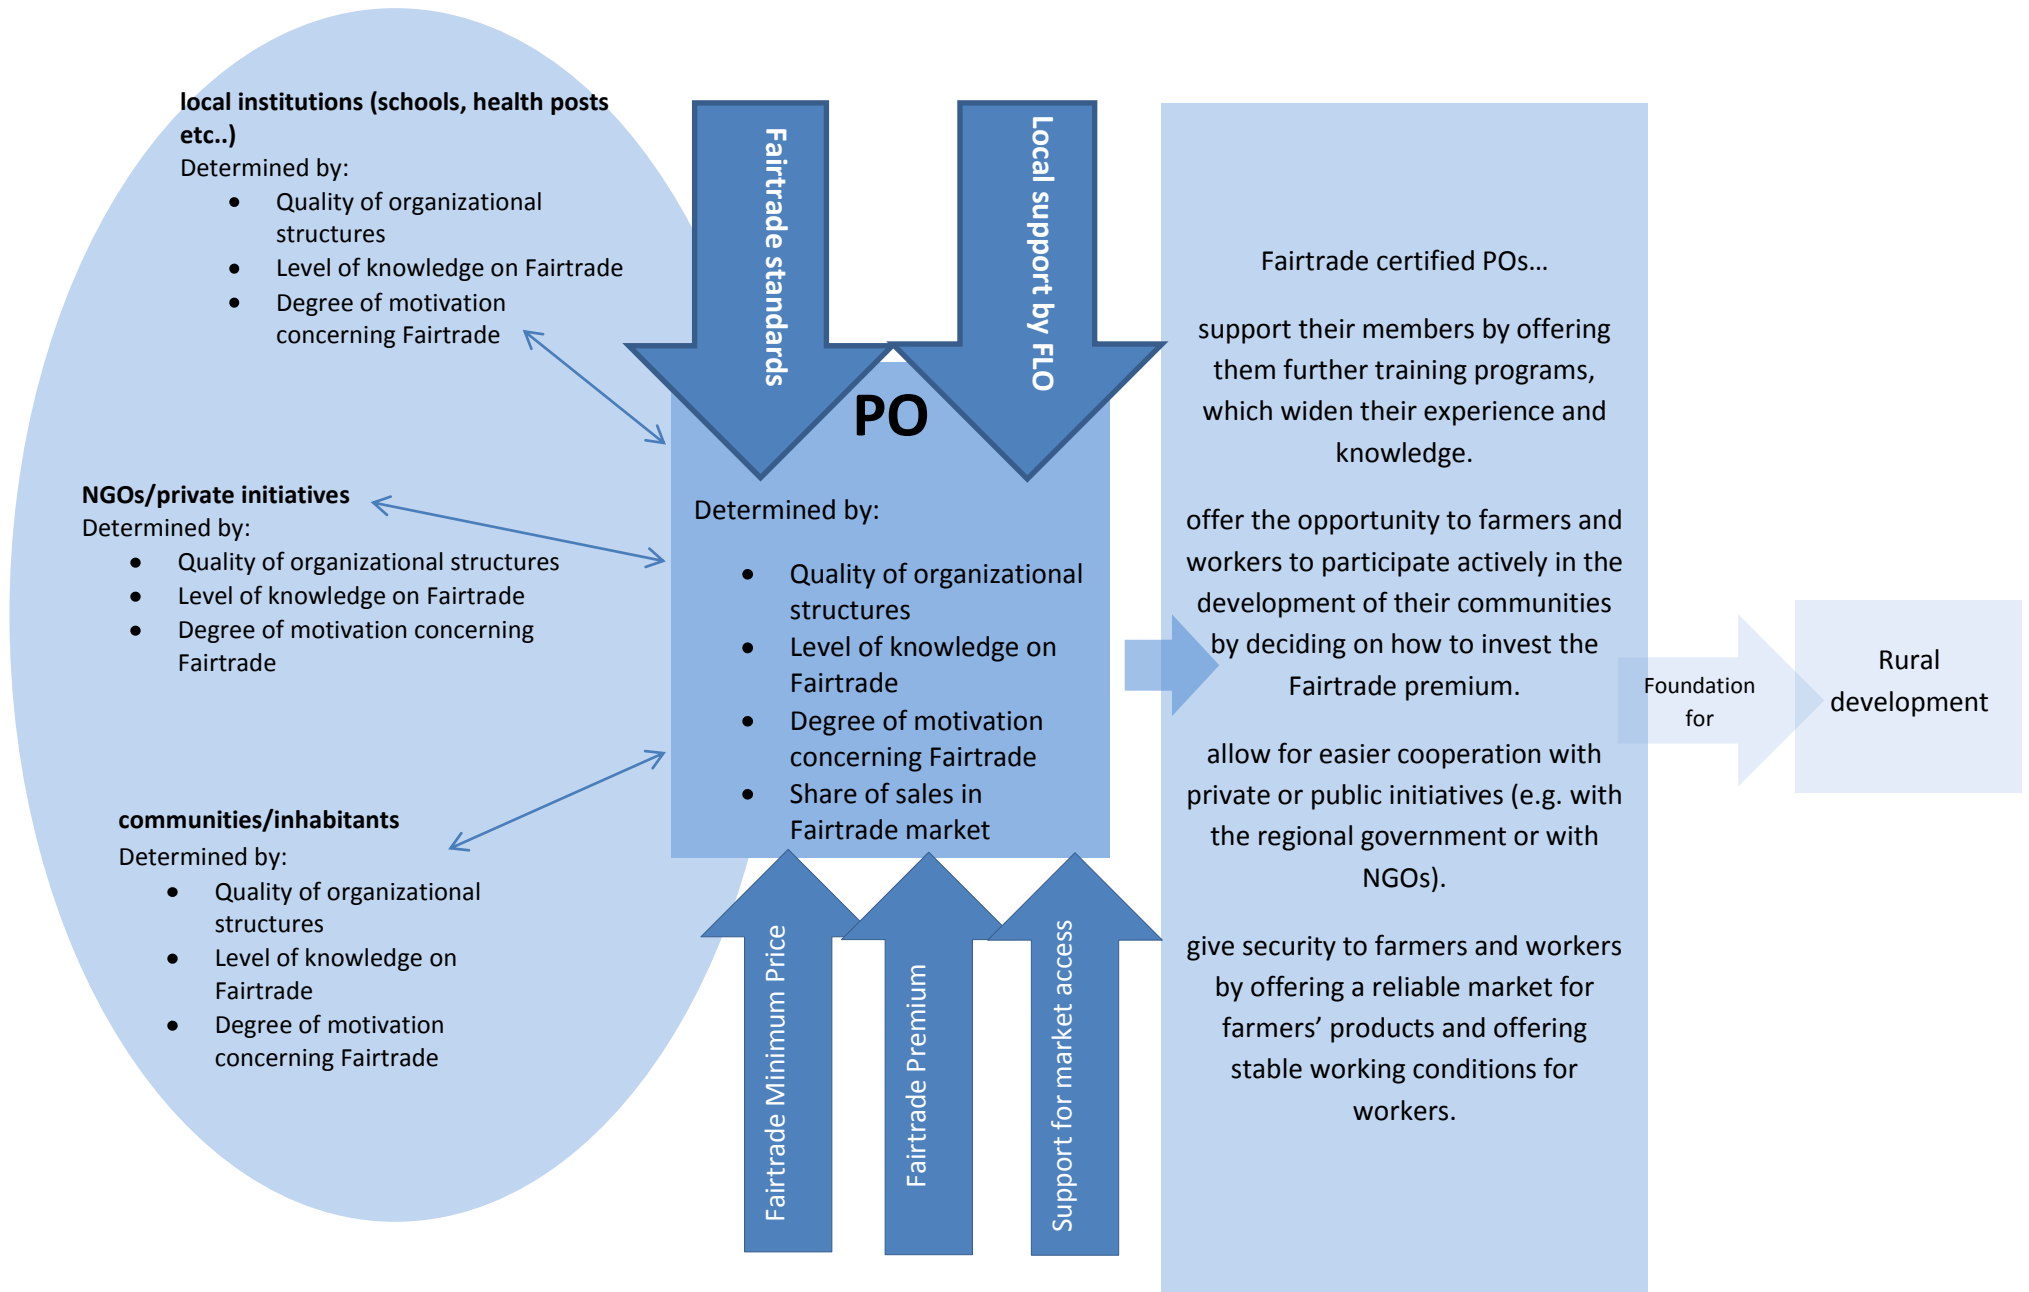 local institutions (schools, health posts
etc..)
Determined by:
• Quality of organizational
structures
• Level of knowledge on Fairtrade
• Degree of motivation
concerning Fairtrade
NGOs/private initiatives
Determined by:
• Quality of organizational structures
• Level of knowledge on Fairtrade
• Degree of motivation concerning
Fairtrade
communities/inhabitants
Determined by:
• Quality of organizational
structures
• Level of knowledge on
Fairtrade
• Degree of motivation
concerning Fairtrade
Fairtrade standards
Local support by FLO
PO
Determined by:
• Quality of organizational
structures
• Level of knowledge on
Fairtrade
• Degree of motivation
concerning Fairtrade
• Share of sales in
Fairtrade market
Fairtrade Minimum Price
Fairtrade Premium
Support for market access
Fairtrade certified POs…
support their members by offering
them further training programs,
which widen their experience and
knowledge.
offer the opportunity to farmers and
workers to participate actively in the
development of their communities
by deciding on how to invest the
Fairtrade premium.
allow for easier cooperation with
private or public initiatives (e.g. with
the regional government or with
NGOs).
give security to farmers and workers
by offering a reliable market for
farmers’ products and offering
stable working conditions for
workers.
Foundation
for
Rural
development